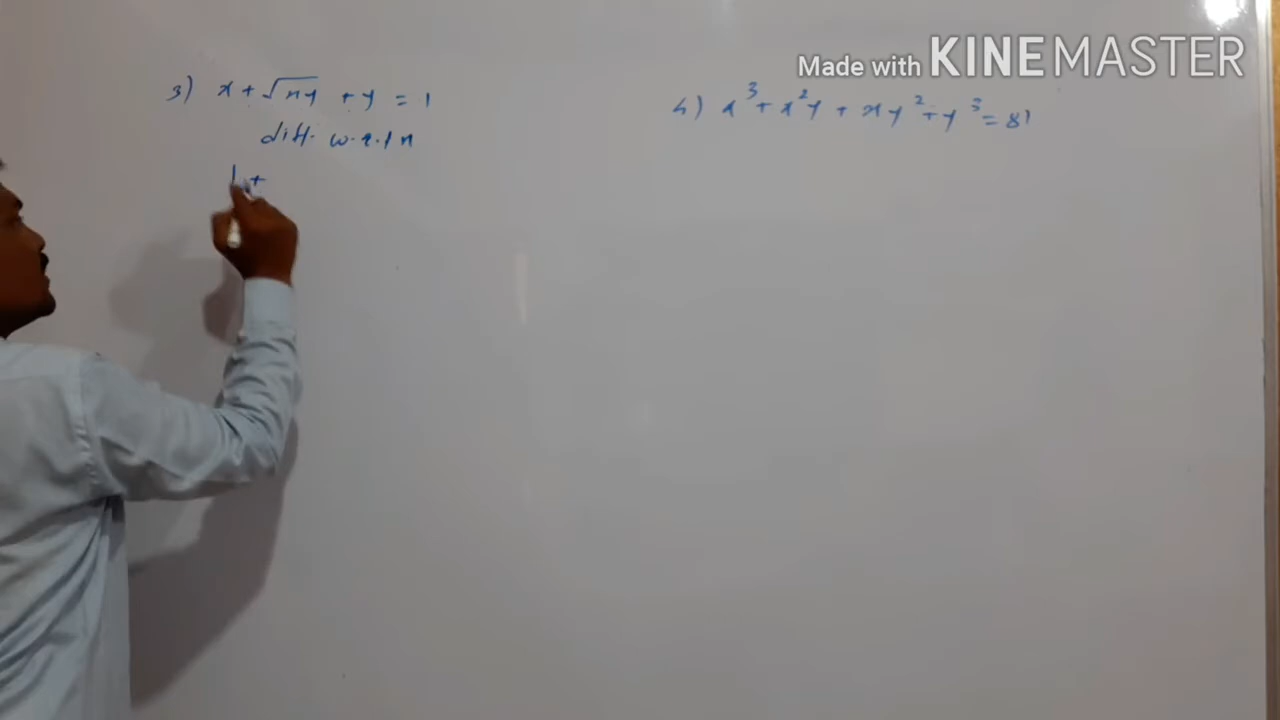 3) x + √xy + y = 1
diff. w.r.t x
1 +
4) x³ + x²y + xy² + y³ = 81
Made with KINEMASTER